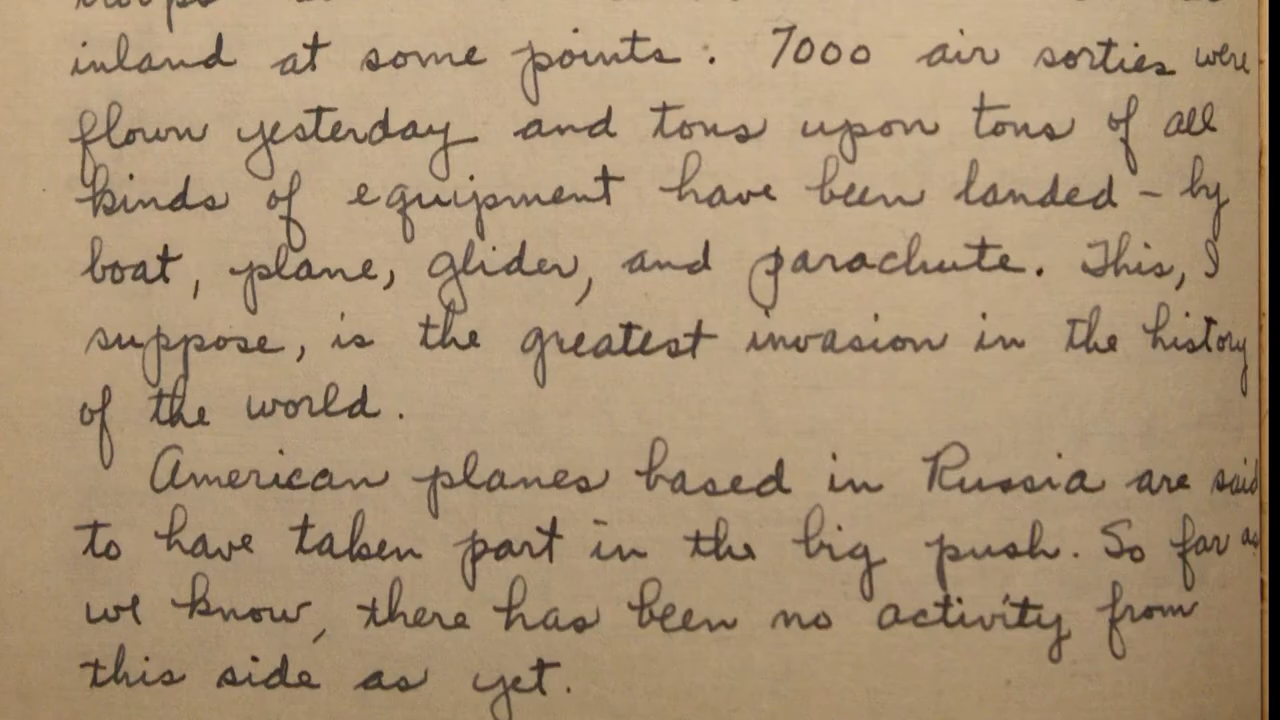 troops
inland at some points : 7000 air sorties were
flown yesterday and tons upon tons of all
kinds of equipment have been landed – by
boat, plane, glider, and parachute. This, I
suppose, is the greatest invasion in the history
of the world.
American planes based in Russia are said
to have taken part in the big push. So far as
we know, there has been no activity from
this side as yet.